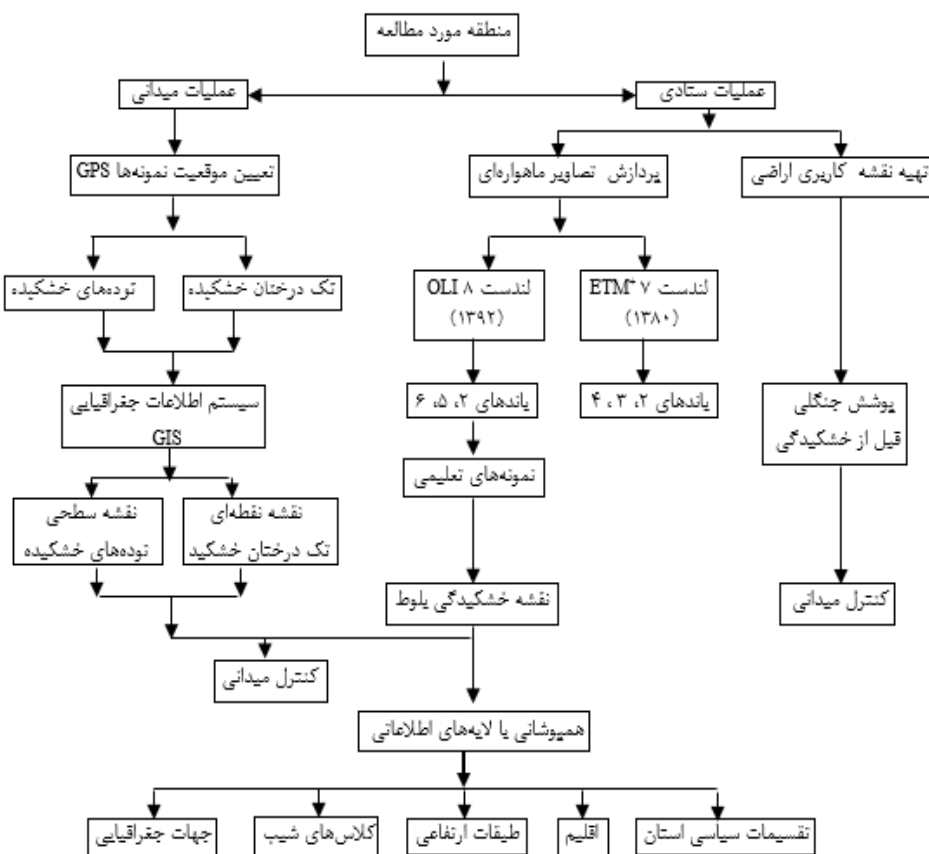 منطقه مورد مطالعه
عملیات ستادی
عملیات میدانی
تهیه نقشه کاربری اراضی
پردازش تصاویر ماهواره‌ای
تعیین موقعیت نمونه‌ها GPS
لندست ۷ ETM⁺
(۱۳۸۰)
لندست ۸ OLI
(۱۳۹۲)
تک درختان خشکیده
توده‌های خشکیده
پوشش جنگلی
قبل از خشکیدگی
باندهای ۲، ۳، ۴
باندهای ۲، ۵، ۶
سیستم اطلاعات جغرافیایی
GIS
نمونه‌های تعلیمی
نقشه نقطه‌ای
تک درختان خشکید
نقشه سطحی
توده‌های خشکیده
کنترل میدانی
نقشه خشکیدگی بلوط
کنترل میدانی
همپوشانی با لایه‌های اطلاعاتی
تقسیمات سیاسی استان
اقلیم
طبقات ارتفاعی
کلاس‌های شیب
جهات جغرافیایی